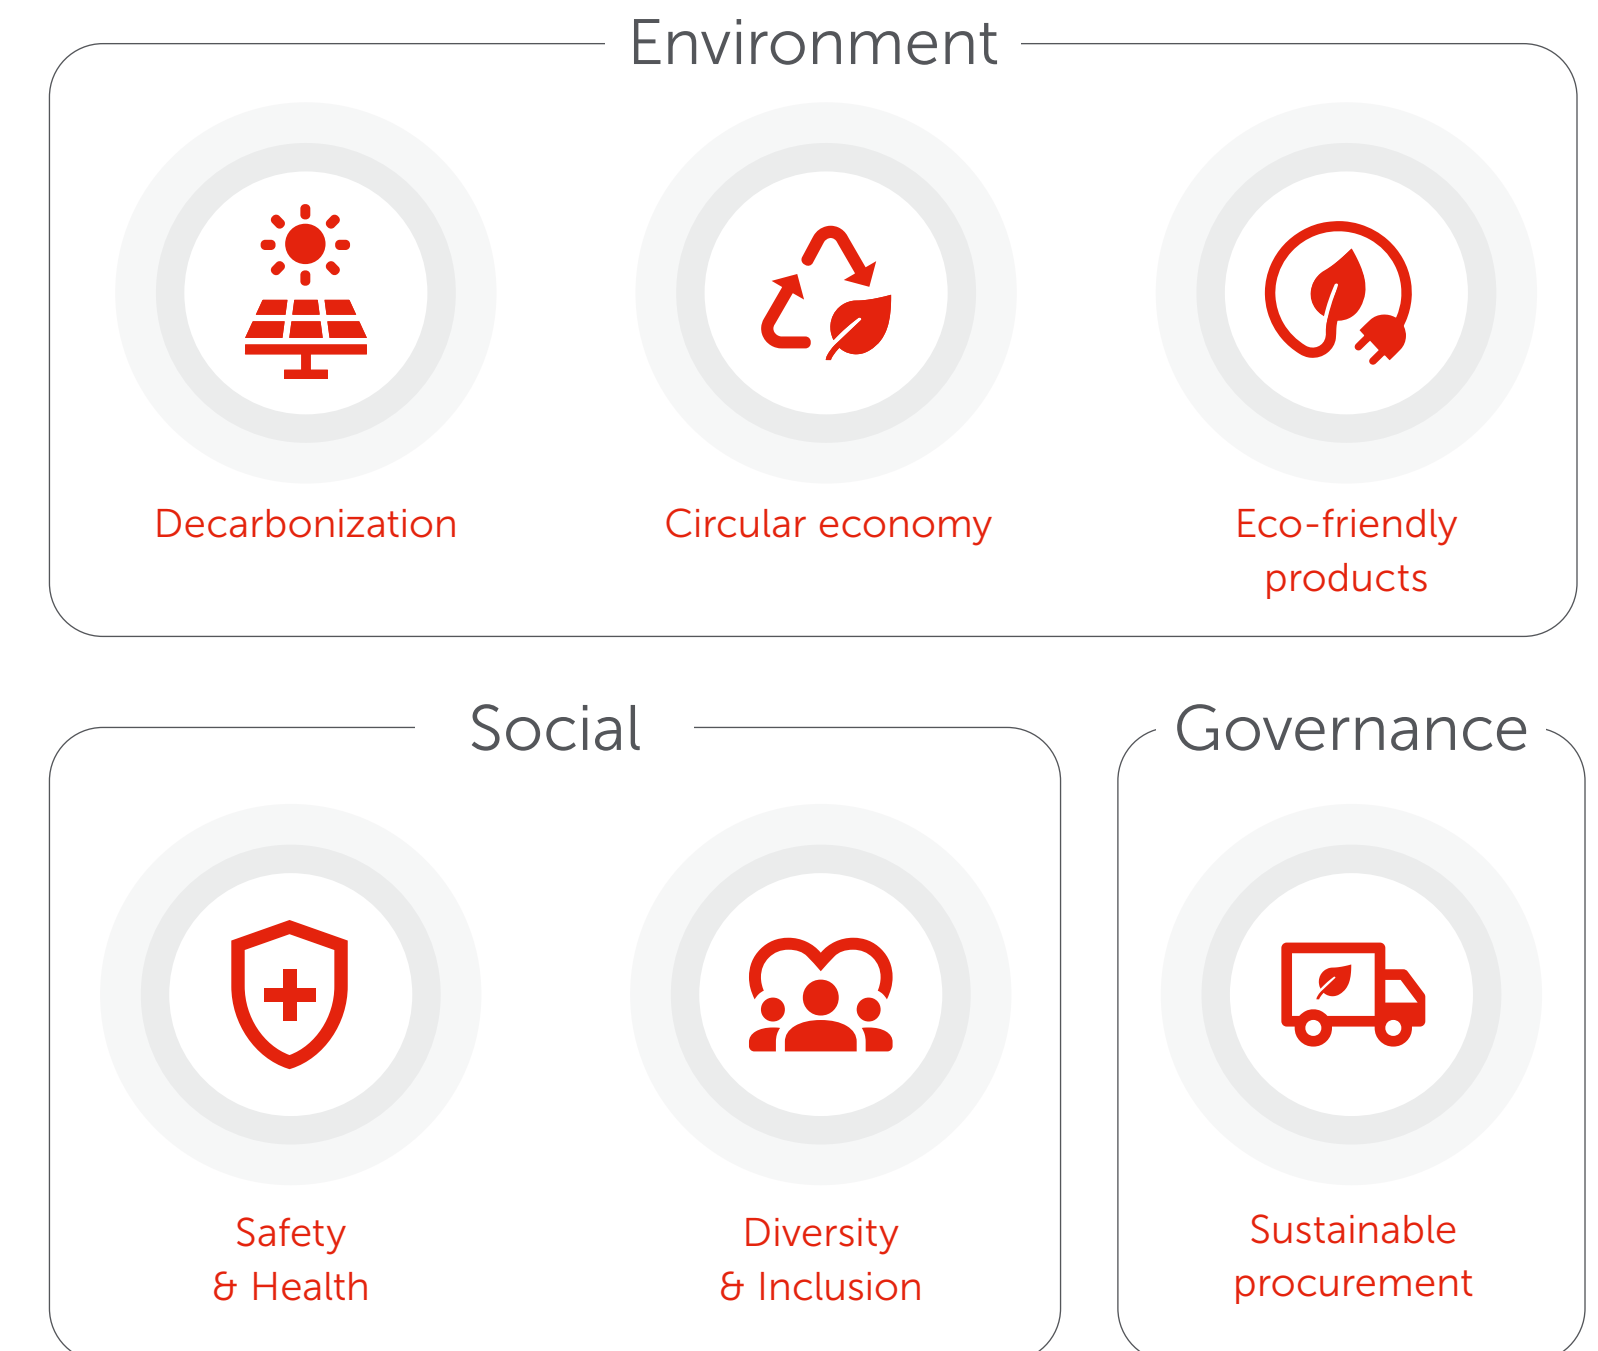 Environment
Decarbonization
Circular economy
Eco-friendly
products
Social
Safety
& Health
Diversity
& Inclusion
Governance
Sustainable
procurement